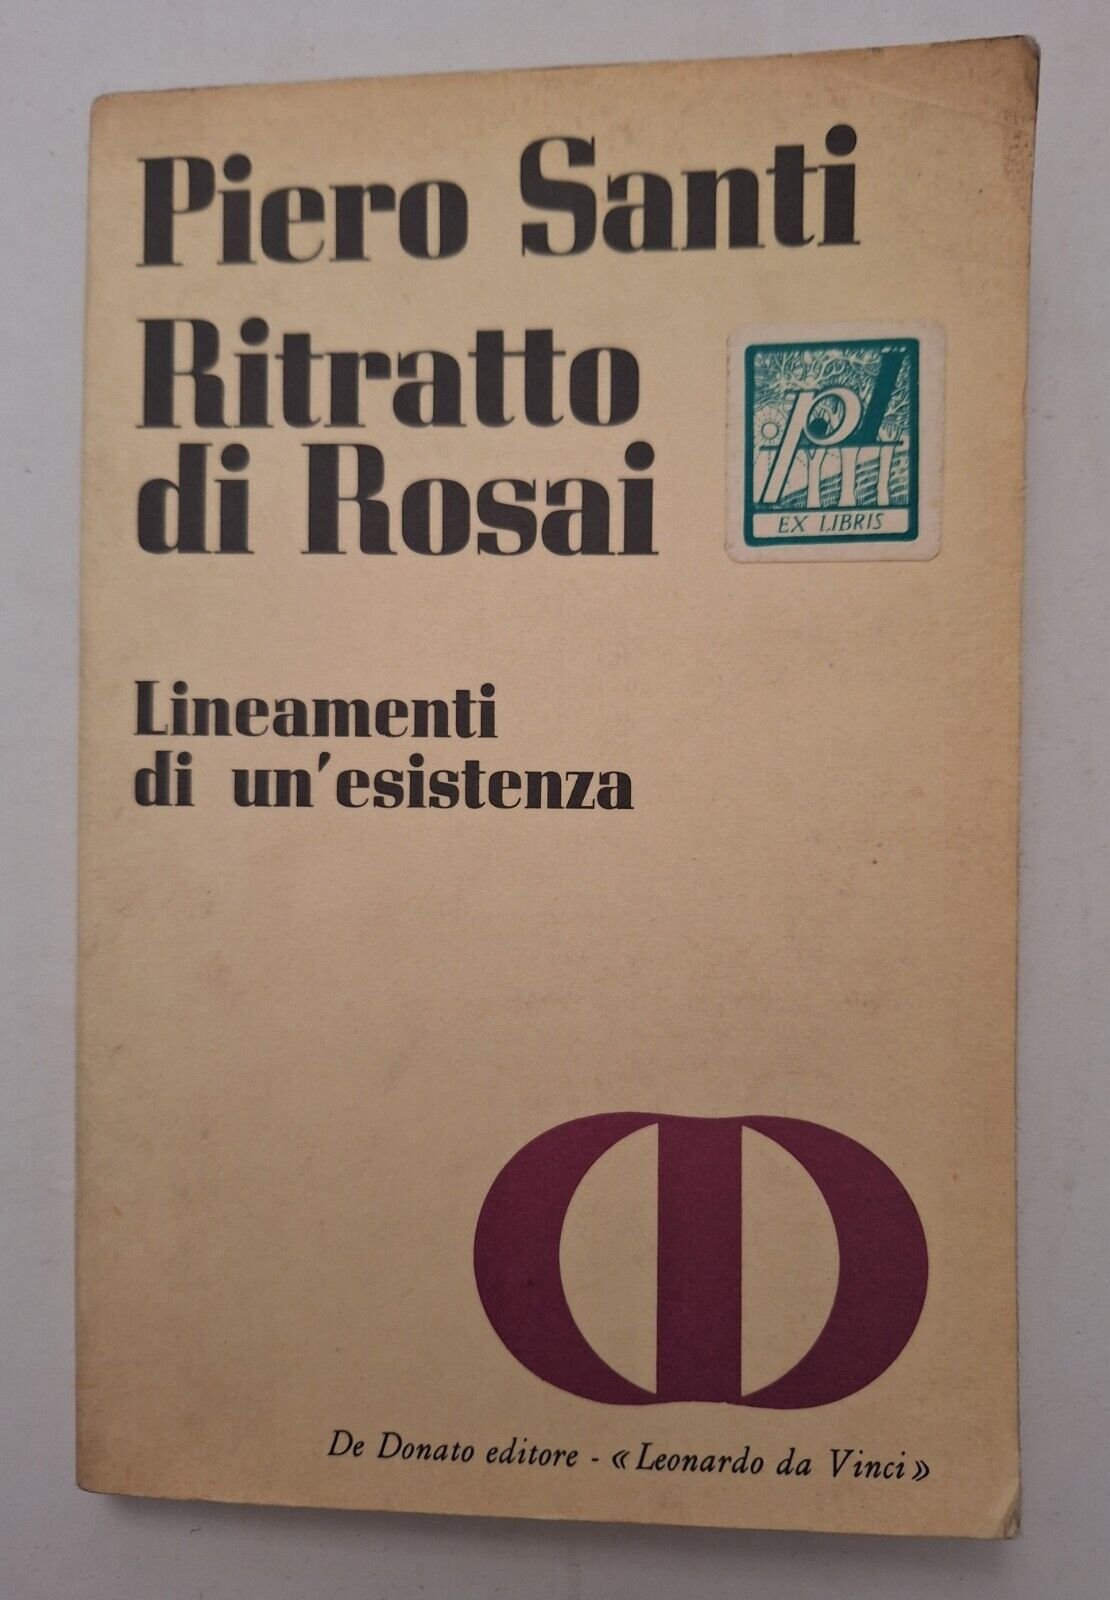 Piero Santi
Ritratto
di Rosai
EX LIBRIS
Lineamenti
di un'esistenza
De Donato editore - « Leonardo da Vinci »